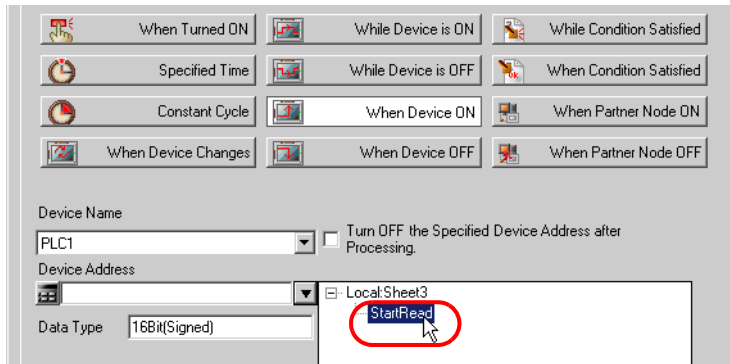 When Turned ON
While Device is ON
While Condition Satisfied
Specified Time
While Device is OFF
When Condition Satisfied
Constant Cycle
When Device ON
When Partner Node ON
When Device Changes
When Device OFF
When Partner Node OFF
Device Name
PLC1
Turn OFF the Specified Device Address after
Processing.
Device Address
Local:Sheet3
StartRead
Data Type
16Bit(Signed)